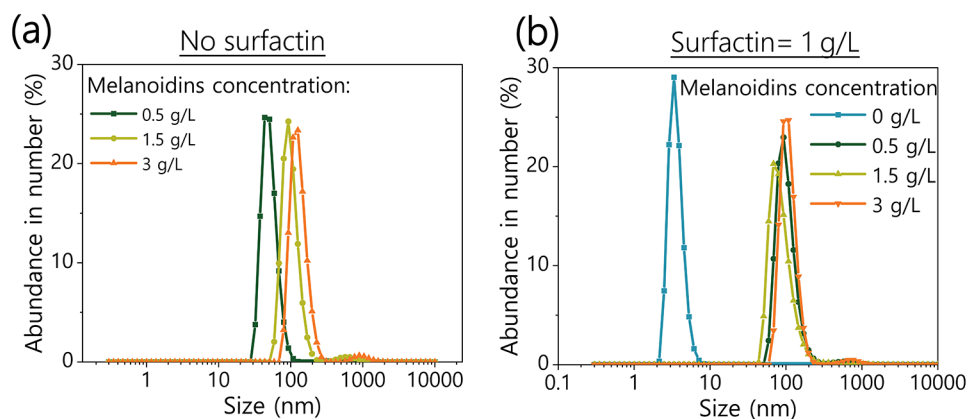 (a)
No surfactin
Abundance in number (%)
30
20
10
0
Melanoidins concentration:
0.5 g/L
1.5 g/L
3 g/L
1
10
100
1000
10000
Size (nm)
(b)
Surfactin= 1 g/L
Abundance in number (%)
30
20
10
0
Melanoidins concentration
0 g/L
0.5 g/L
1.5 g/L
3 g/L
0.1
1
10
100
1000
10000
Size (nm)